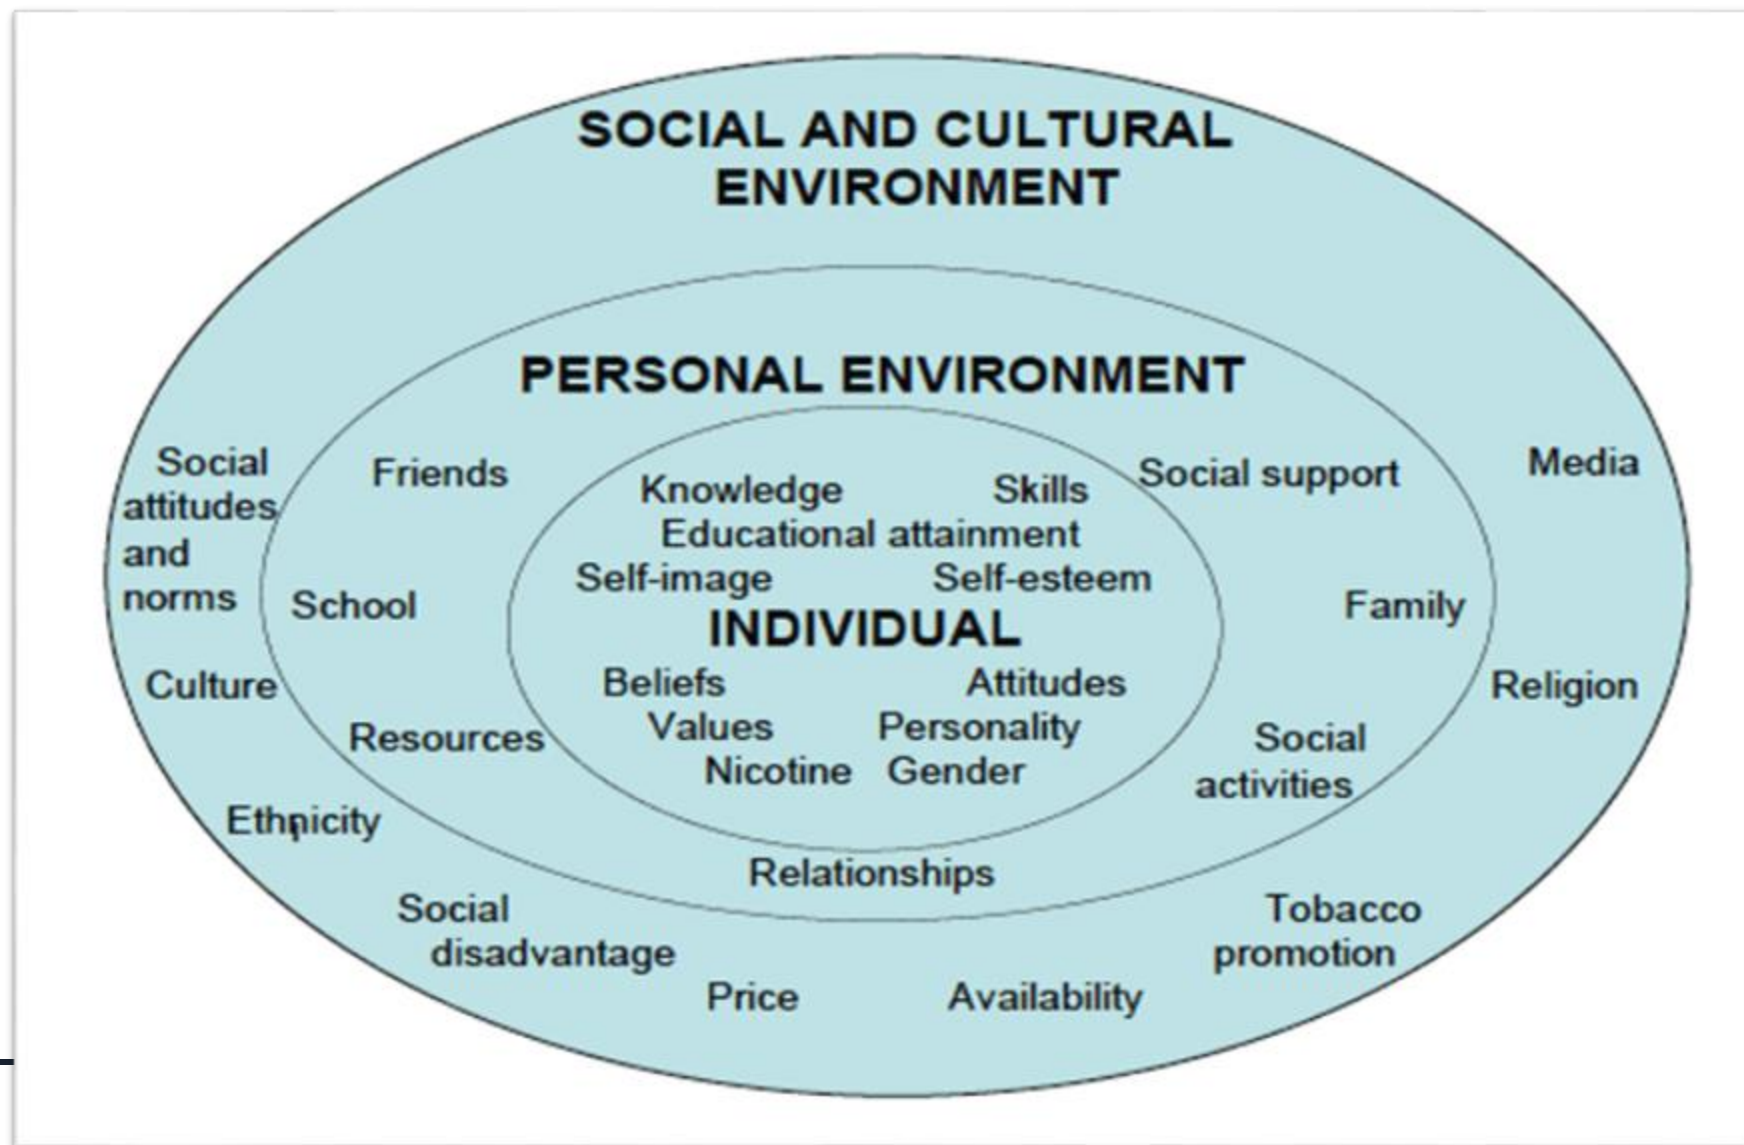 SOCIAL AND CULTURAL
ENVIRONMENT
PERSONAL ENVIRONMENT
Social
attitudes
and
norms
Friends
Knowledge
Skills
Social support
Media
Educational attainment
Self-image
Self-esteem
School
Family
INDIVIDUAL
Culture
Beliefs
Attitudes
Religion
Resources
Values
Personality
Social
activities
Nicotine
Gender
Ethnicity
Relationships
Social
disadvantage
Tobacco
promotion
Price
Availability